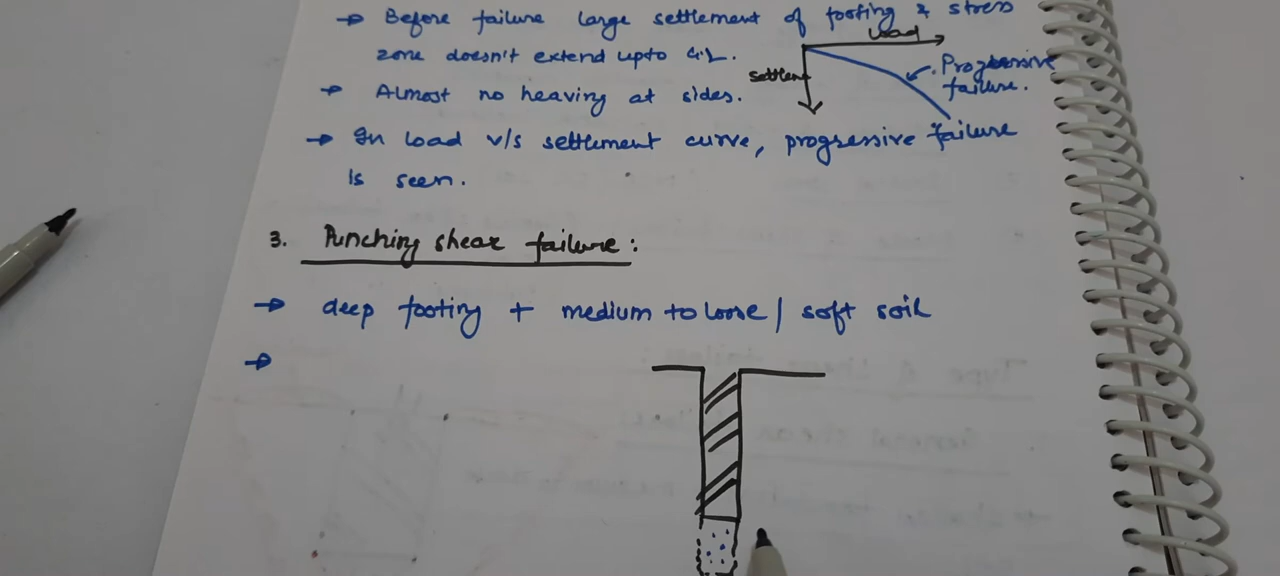 → Before failure large settlement of footing & stress
zone doesn't extend upto G.L.
Load
Settlem
Progressive
failure.
→ Almost no heaving at sides.
→ In load v/s settlement curve, progressive failure
is seen.
3. Punching shear failure:
→ deep footing + medium to loose / soft soil
→